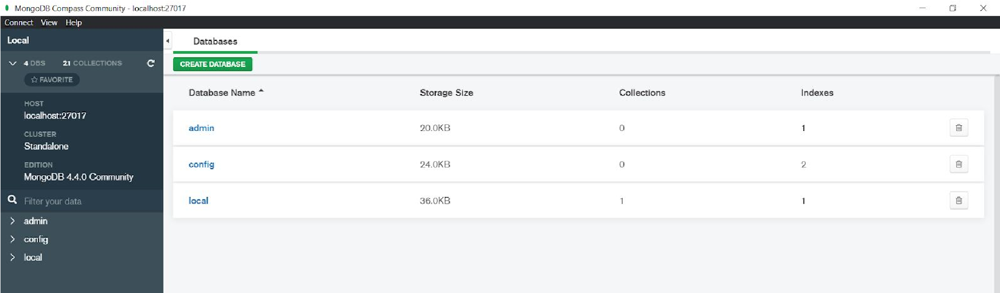 MongoDB Compass Community - localhost:27017
Connect View Help
Local
4 DBS 21 COLLECTIONS
FAVORITE
HOST
localhost:27017
CLUSTER
Standalone
EDITION
MongoDB 4.4.0 Community
Filter your data
admin
config
local
Databases
CREATE DATABASE
Database Name Storage Size Collections Indexes
admin 20.0KB 0 1
config 24.0KB 0 2
local 36.0KB 1 1